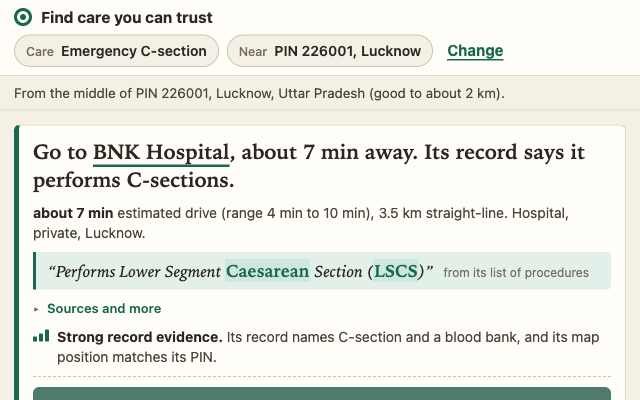 Find care you can trust
Care Emergency C-section Near PIN 226001, Lucknow Change
From the middle of PIN 226001, Lucknow, Uttar Pradesh (good to about 2 km).
Go to BNK Hospital, about 7 min away. Its record says it
performs C-sections.
about 7 min estimated drive (range 4 min to 10 min), 3.5 km straight-line. Hospital,
private, Lucknow.
“Performs Lower Segment Caesarean Section (LSCS)” from its list of procedures
Sources and more
Strong record evidence. Its record names C-section and a blood bank, and its map
position matches its PIN.